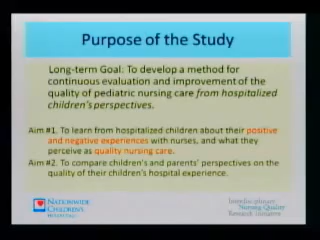 Purpose of the Study
Long-term Goal: To develop a method for
continuous evaluation and improvement of the
quality of pediatric nursing care from hospitalized
children's perspectives.
Aim #1. To learn from hospitalized children about their positive
and negative experiences with nurses, and what they
perceive as quality nursing care.
Aim #2. To compare children's and parents' perspectives on the
quality of their children's hospital experience.
NATIONWIDE
CHILDREN'S
Interdisciplinary
Nursing Quality
Research Initiative